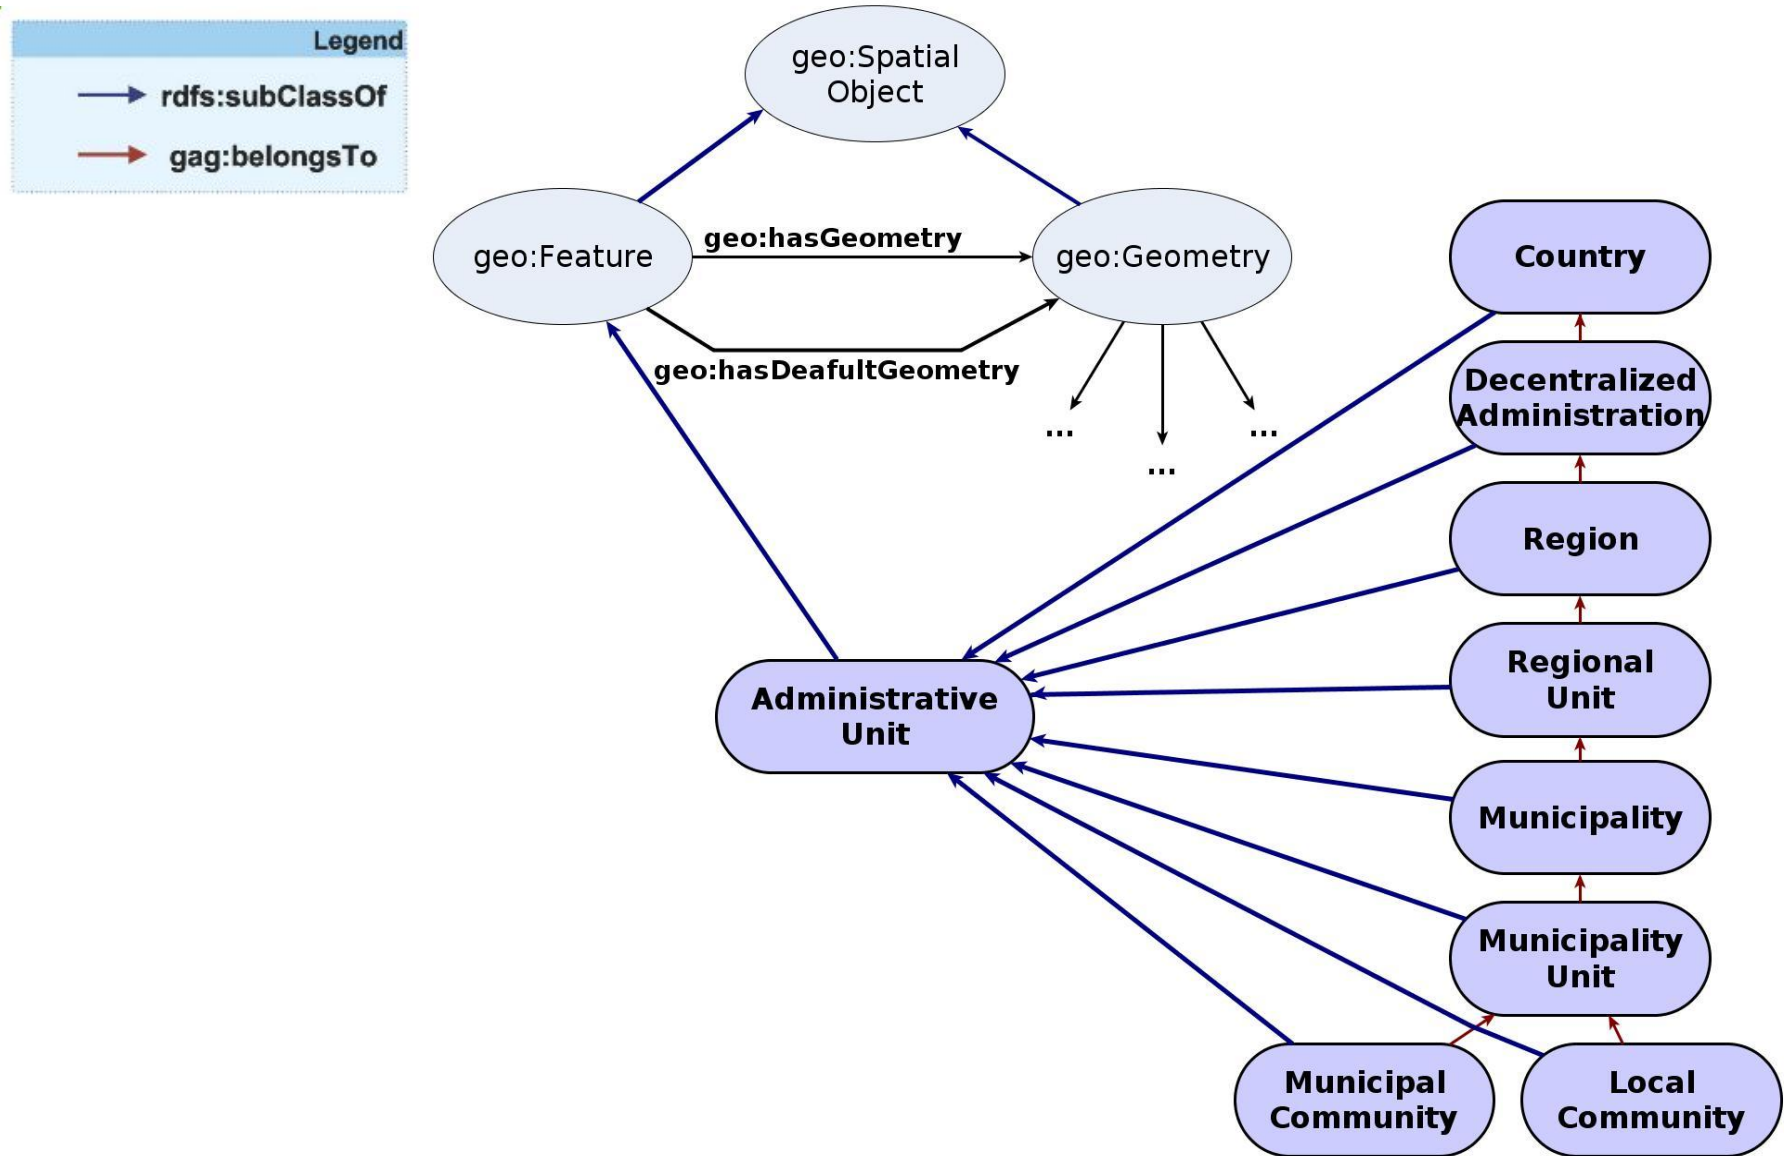 Legend
rdfs:subClassOf
gag:belongsTo
geo:Spatial
Object
geo:Feature
geo:hasGeometry
geo:Geometry
geo:hasDeafultGeometry
...
...
...
Country
Decentralized
Administration
Region
Regional
Unit
Administrative
Unit
Municipality
Municipality
Unit
Municipal
Community
Local
Community